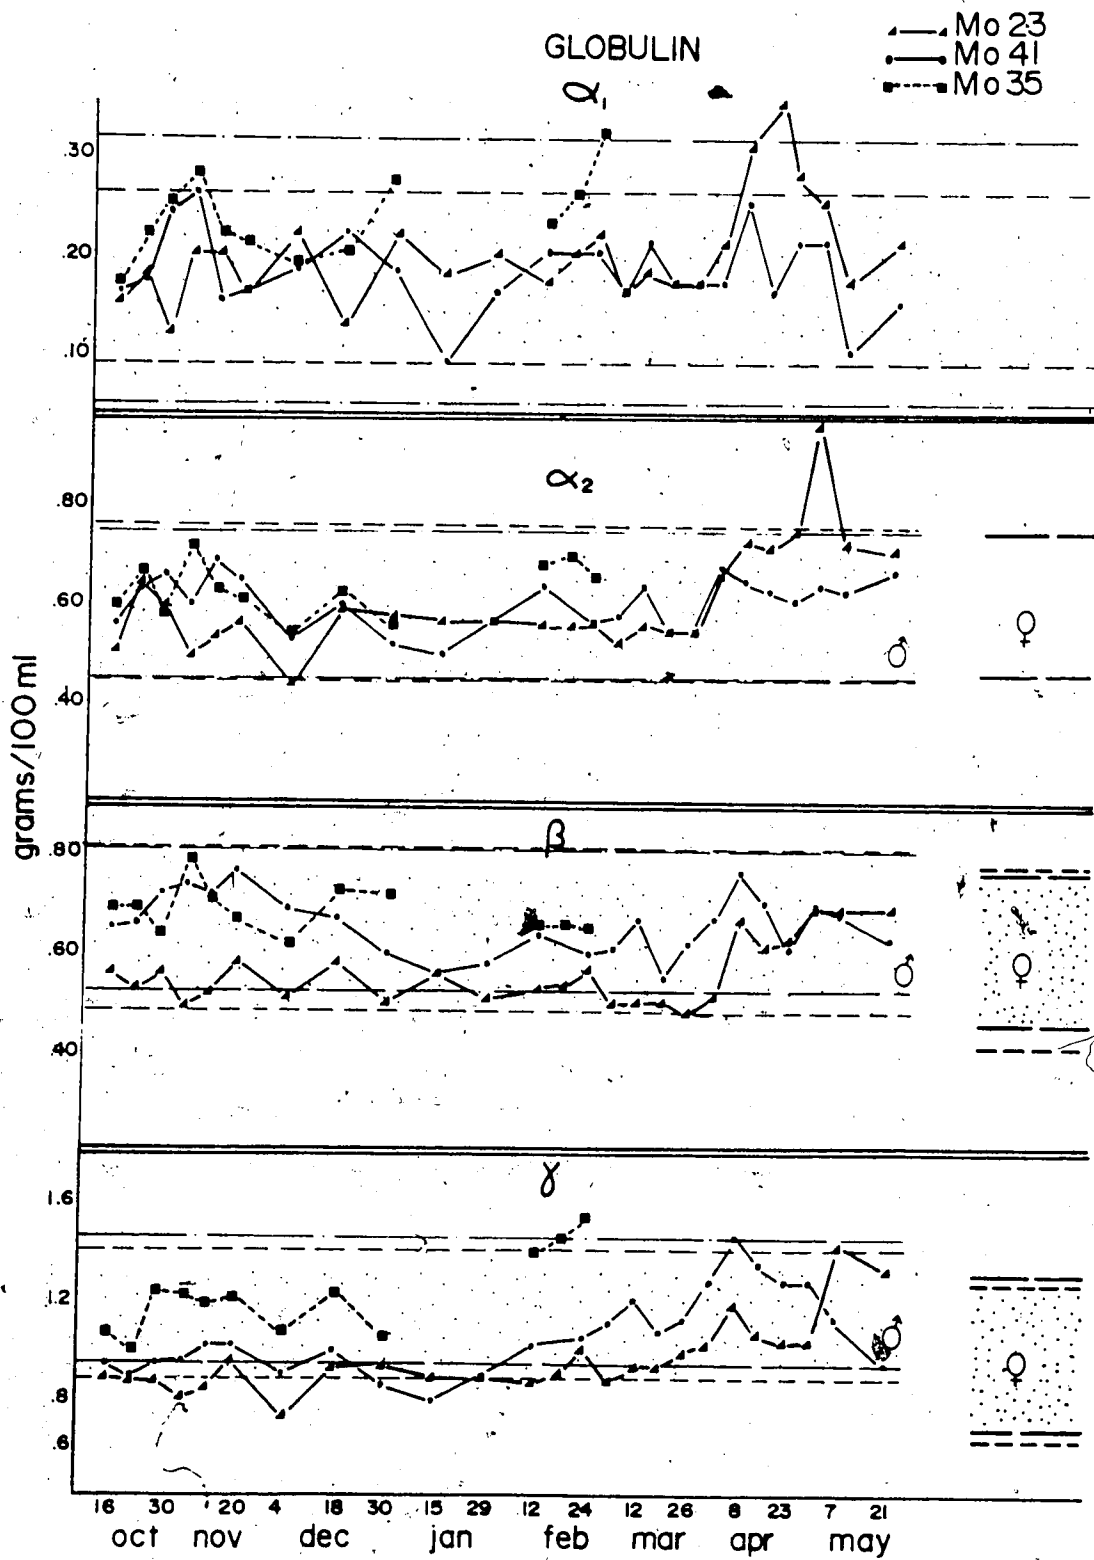 GLOBULIN
Mo 23
Mo 41
Mo 35
α₁
.30
.20
.10
α₂
.80
.60
.40
♂
♀
grams/100 ml
β
.80
.60
.40
♂
♀
γ
1.6
1.2
.8
.6
♂
♀
16 30 20 4 18 30 15 29 12 24 12 26 8 23 7 21
oct nov dec jan feb mar apr may